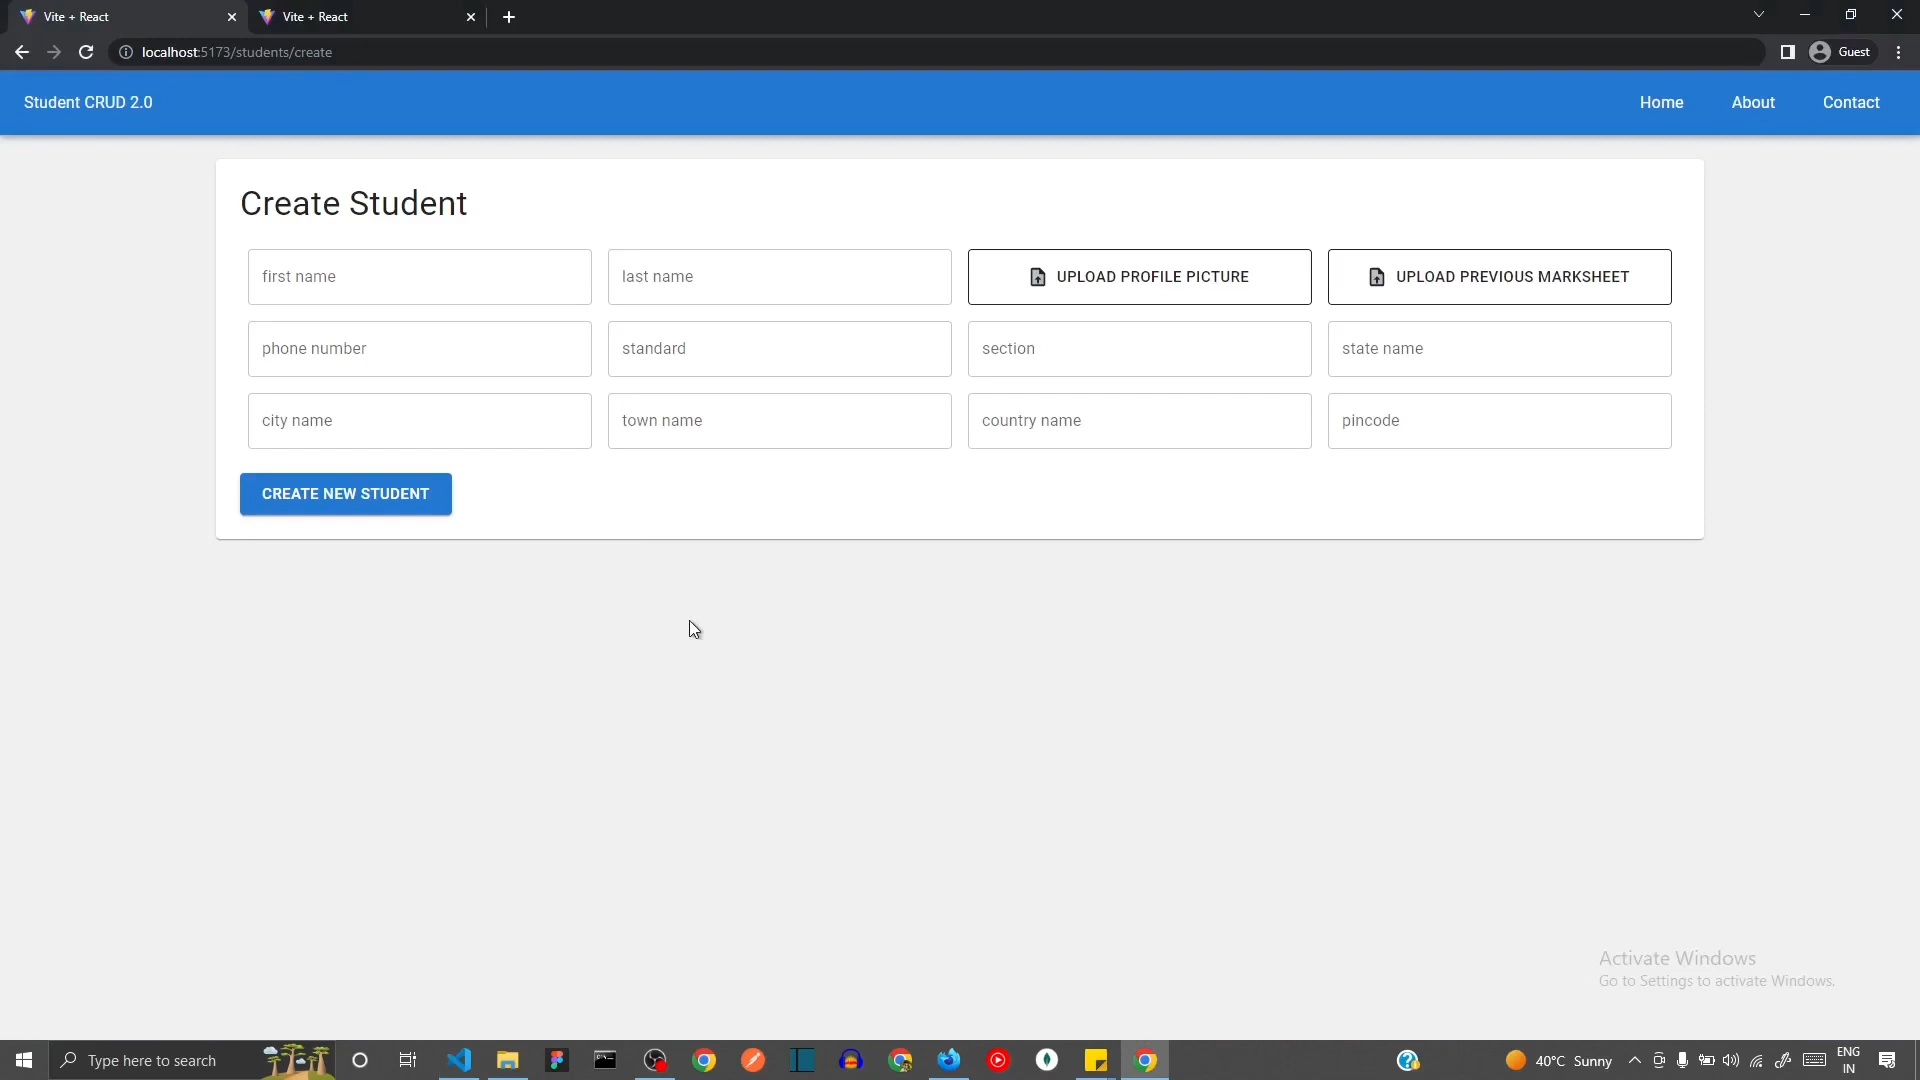 Vite + React
Vite + React
localhost:5173/students/create
Guest
Student CRUD 2.0
Home
About
Contact
Create Student
first name
last name
UPLOAD PROFILE PICTURE
UPLOAD PREVIOUS MARKSHEET
phone number
standard
section
state name
city name
town name
country name
pincode
CREATE NEW STUDENT
Activate Windows
Go to Settings to activate Windows.
Type here to search
40°C Sunny
ENG
IN